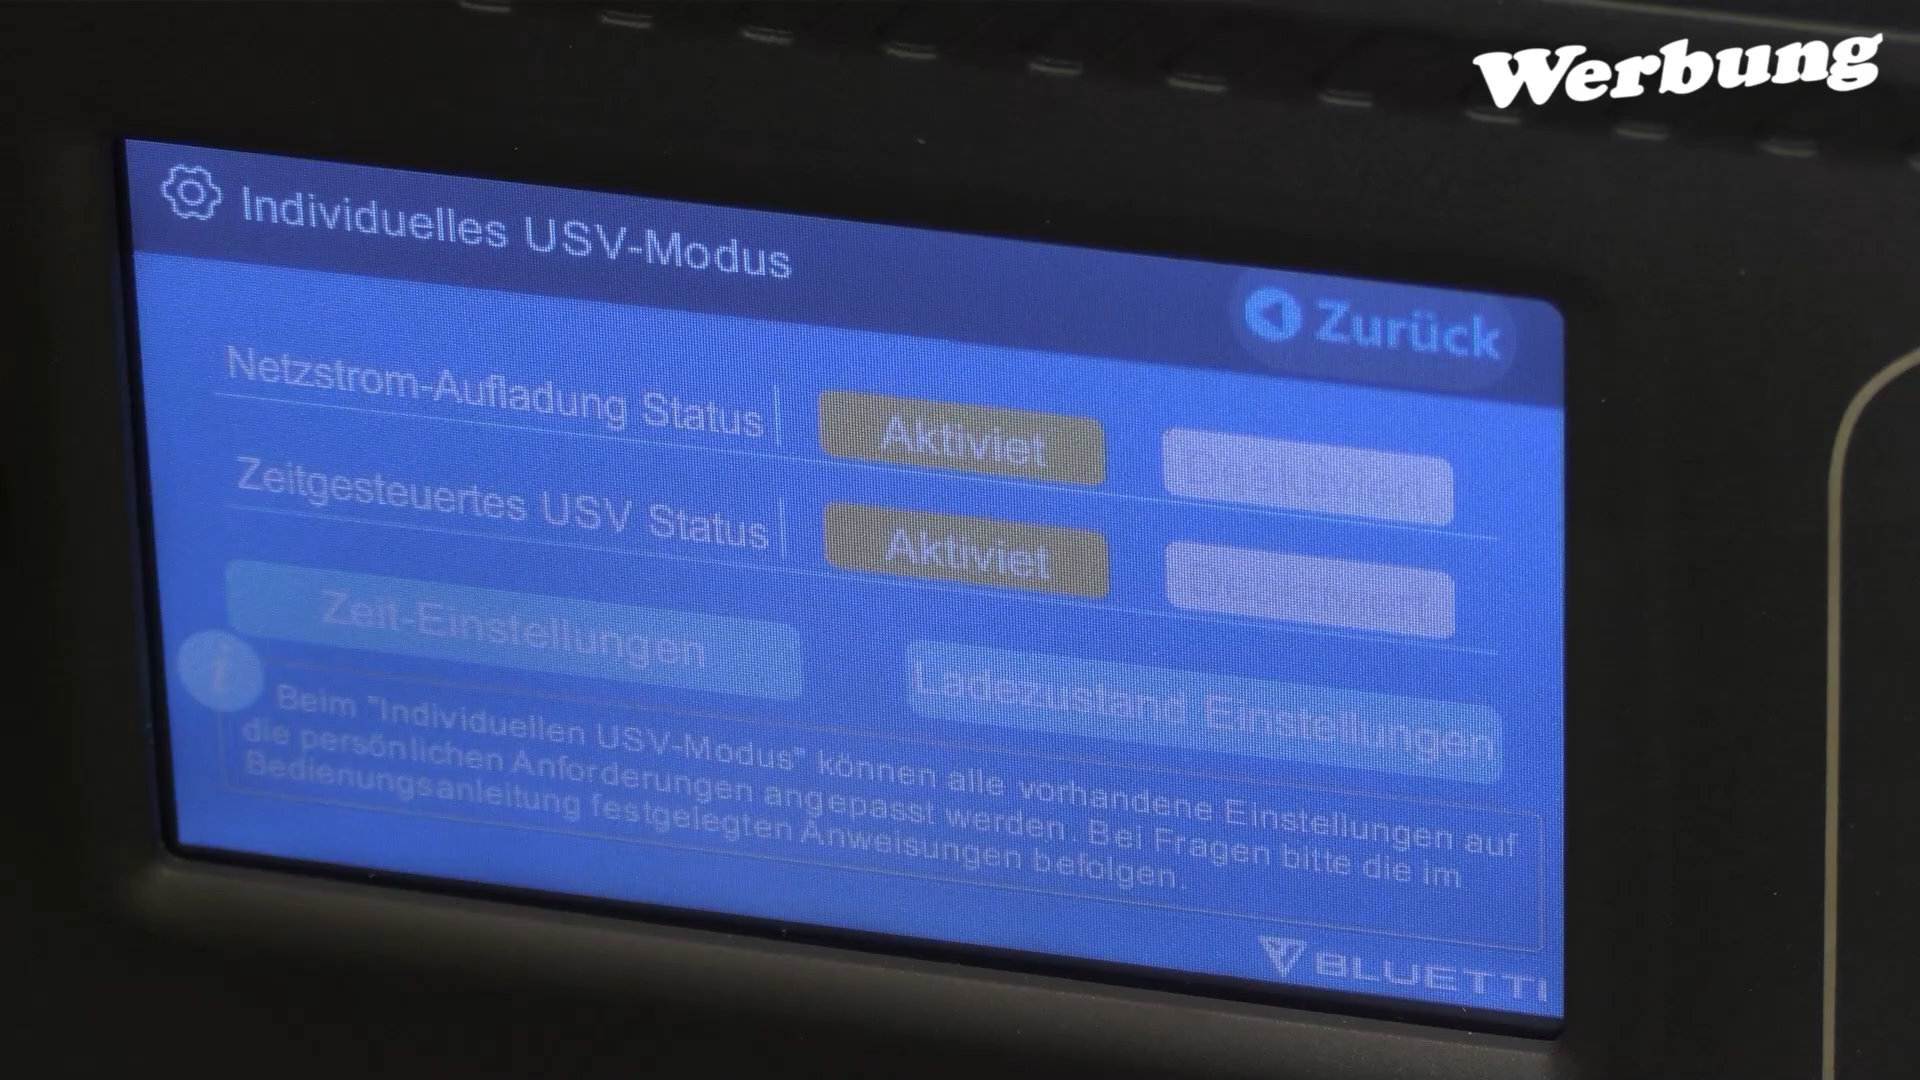 Werbung
Individuelles USV-Modus
Zurück
Netzstrom-Aufladung Status
Aktiviet
Zeitgesteuertes USV Status
Aktiviet
Zeit-Einstellungen
Ladezustand Einstellungen
i
Beim "Individuellen USV-Modus" können alle vorhandene Einstellungen auf
die persönlichen Anforderungen angepasst werden. Bei Fragen bitte die im
Bedienungsanleitung festgelegten Anweisungen befolgen.
BLUETTI